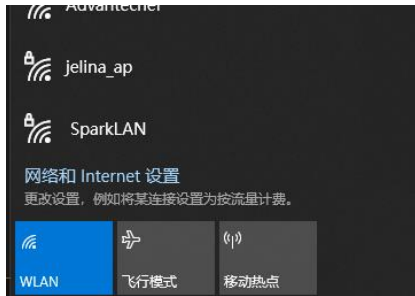 Advantecher
jelina_ap
SparkLAN
网络和 Internet 设置
更改设置，例如将某连接设置为按流量计费。
WLAN
飞行模式
移动热点